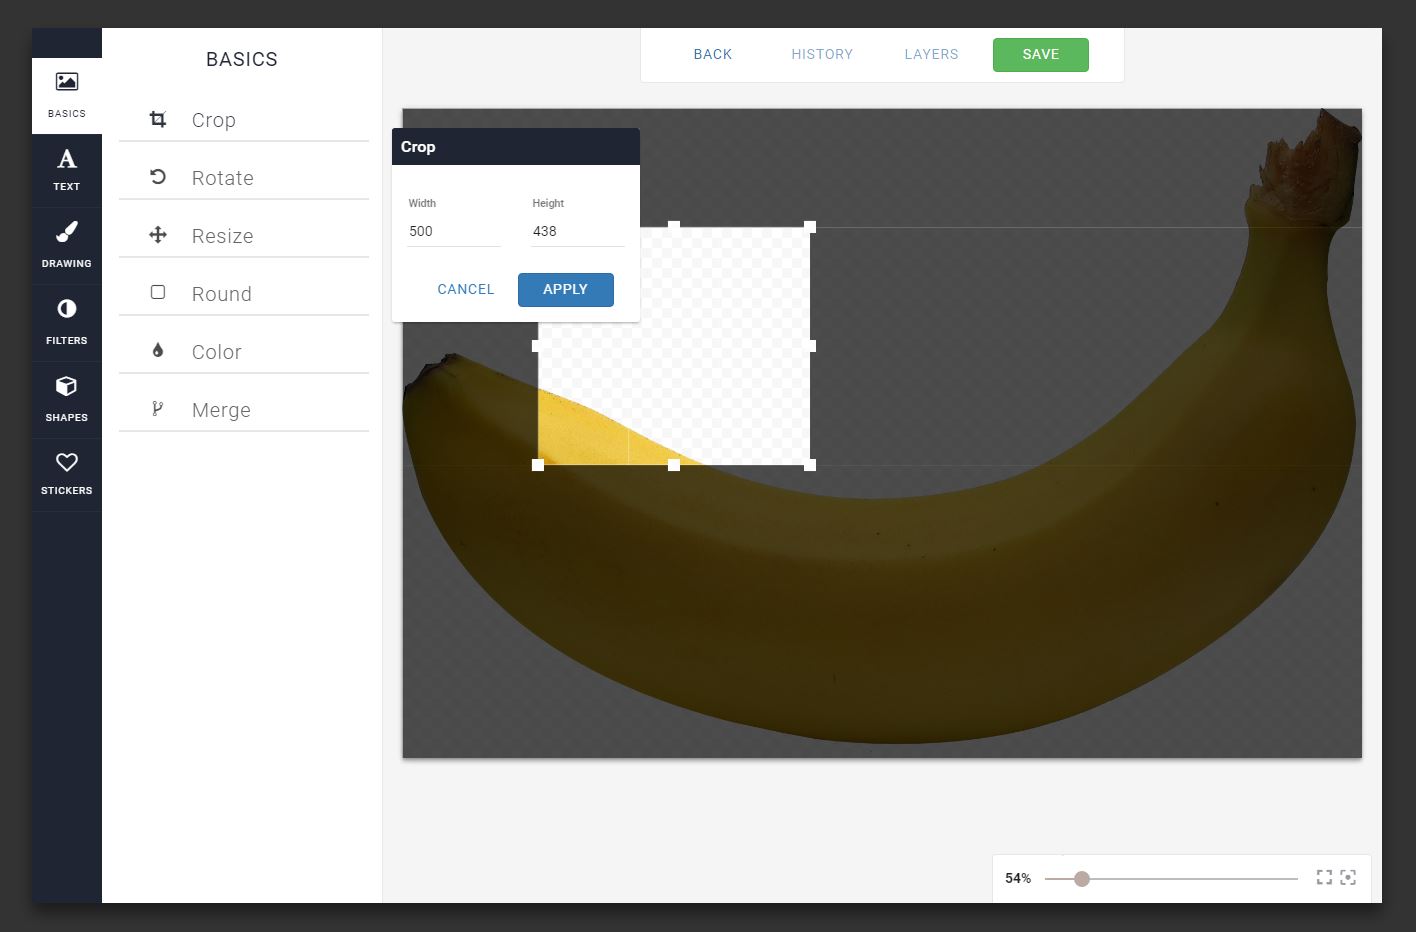 BASICS
TEXT
DRAWING
FILTERS
SHAPES
STICKERS
BASICS
Crop
Rotate
Resize
Round
Color
Merge
BACK HISTORY LAYERS SAVE
Crop
Width Height
500 438
CANCEL APPLY
54%